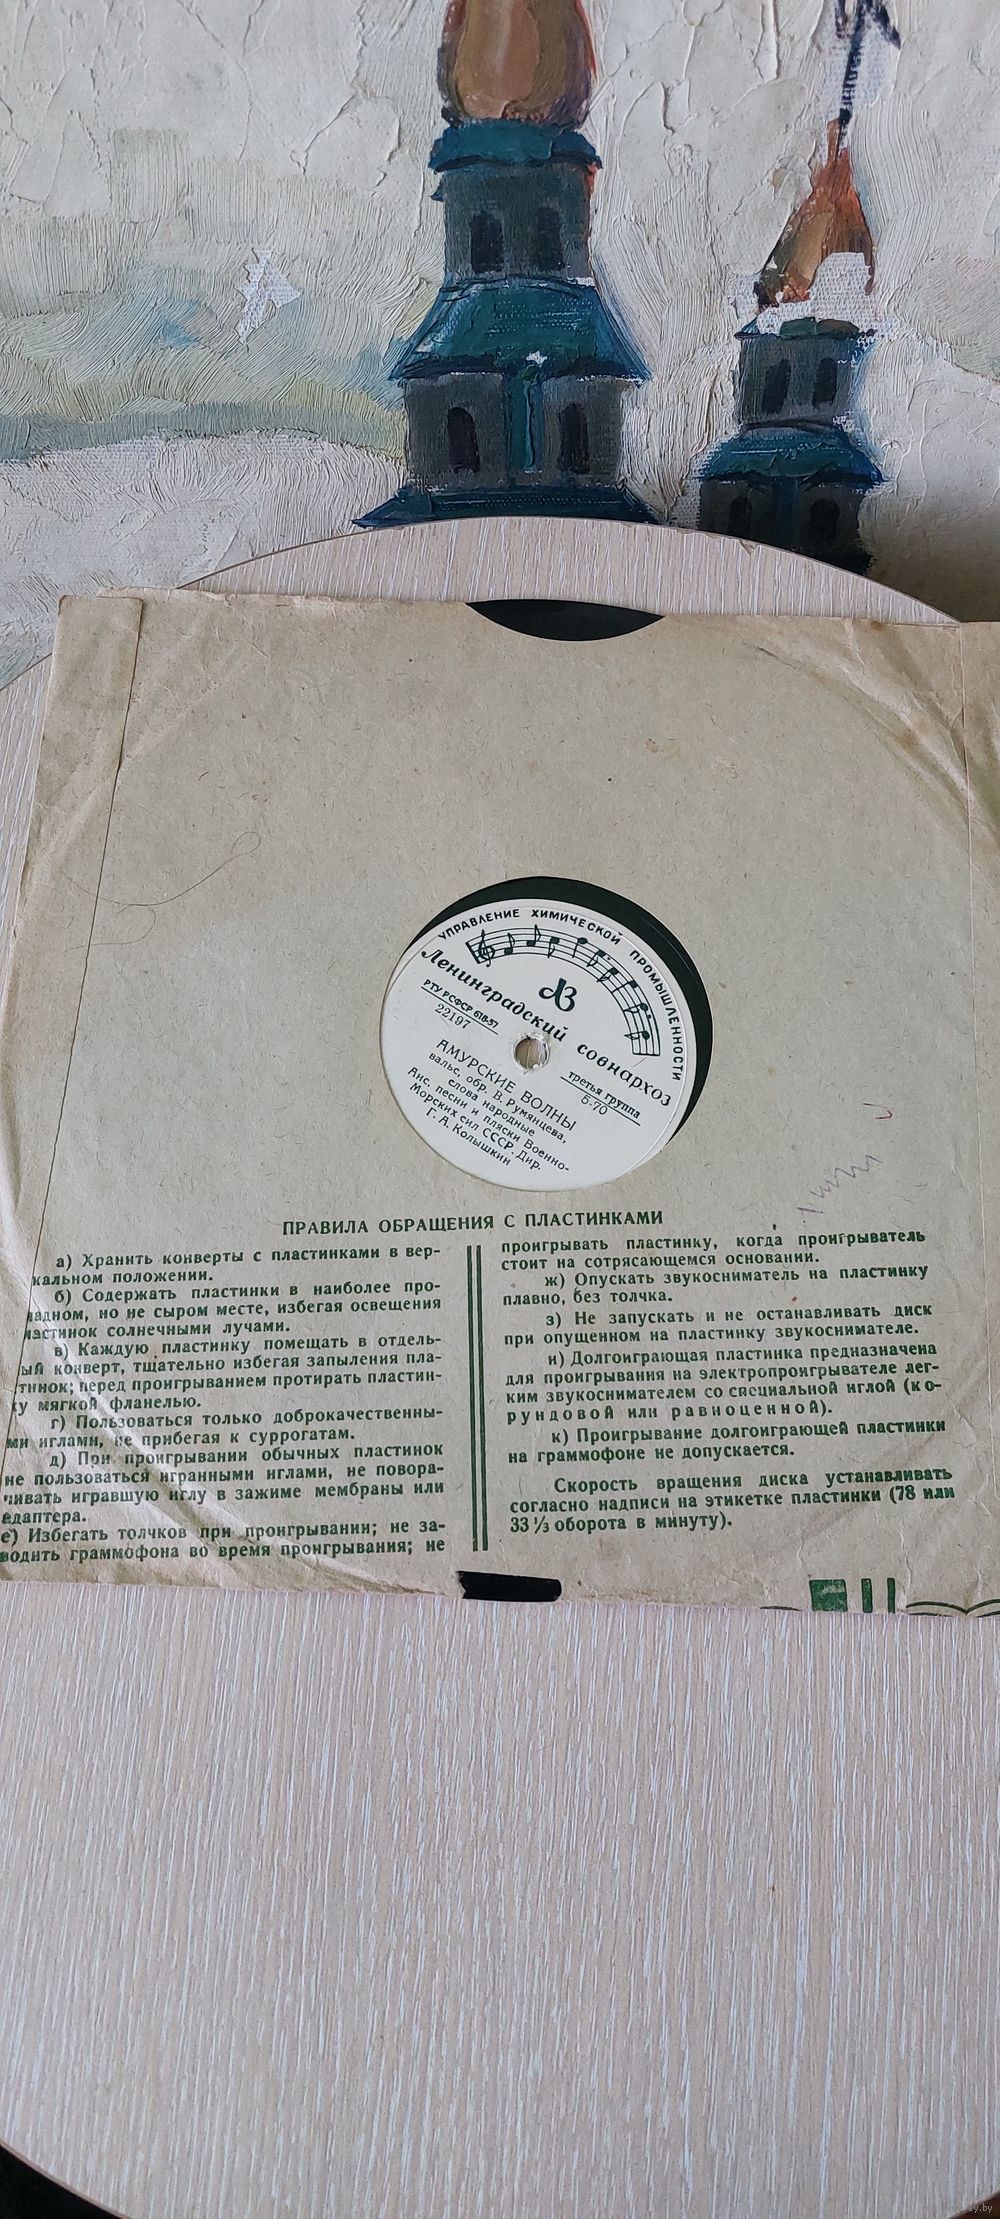 УПРАВЛЕНИЕ ХИМИЧЕСКОЙ ПРОМЫШЛЕННОСТИ
ЛЗ
Ленинградский совнархоз
РТУ РСФСР 618-57
22197
третья группа
Б-70
АМУРСКИЕ ВОЛНЫ
вальс, обр. В. Румянцева,
слова народные
Анс. песни и пляски Военно-
Морских сил СССР. Дир.
Г. А. Колышкин
ПРАВИЛА ОБРАЩЕНИЯ С ПЛАСТИНКАМИ
а) Хранить конверты с пластинками в вер-
кальном положении.
б) Содержать пластинки в наиболее про-
ладном, но не сыром месте, избегая освещения
ластинок солнечными лучами.
в) Каждую пластинку помещать в отдель-
ый конверт, тщательно избегая запыления пла-
тинок; перед проигрыванием протирать пластин-
ку мягкой фланелью.
г) Пользоваться только доброкачественны-
ми иглами, не прибегая к суррогатам.
д) При проигрывании обычных пластинок
не пользоваться игранными иглами, не повора-
чивать игравшую иглу в зажиме мембраны или
адаптера.
е) Избегать толчков при проигрывании; не за-
водить граммофона во время проигрывания; не
проигрывать пластинку, когда проигрыватель
стоит на сотрясающемся основании.
ж) Опускать звукосниматель на пластинку
плавно, без толчка.
з) Не запускать и не останавливать диск
при опущенном на пластинку звукоснимателе.
и) Долгоиграющая пластинка предназначена
для проигрывания на электропроигрывателе лег-
ким звукоснимателем со специальной иглой (ко-
рундовой или равноценной).
к) Проигрывание долгоиграющей пластинки
на граммофоне не допускается.
Скорость вращения диска устанавливать
согласно надписи на этикетке пластинки (78 или
33 ⅓ оборота в минуту).